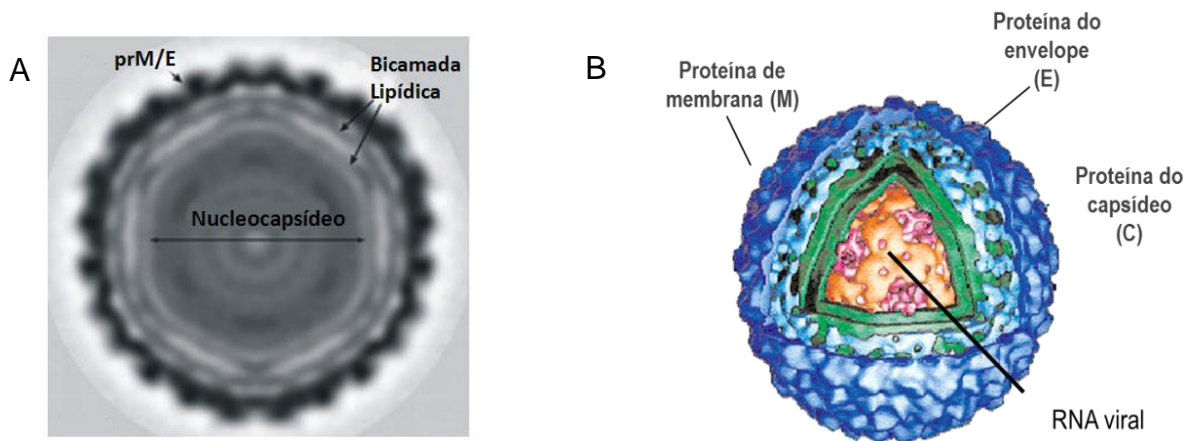 A
prM/E
Bicamada
Lipídica
Nucleocapsídeo
B
Proteína de
membrana (M)
Proteína do
envelope
(E)
Proteína do
capsídeo
(C)
RNA viral